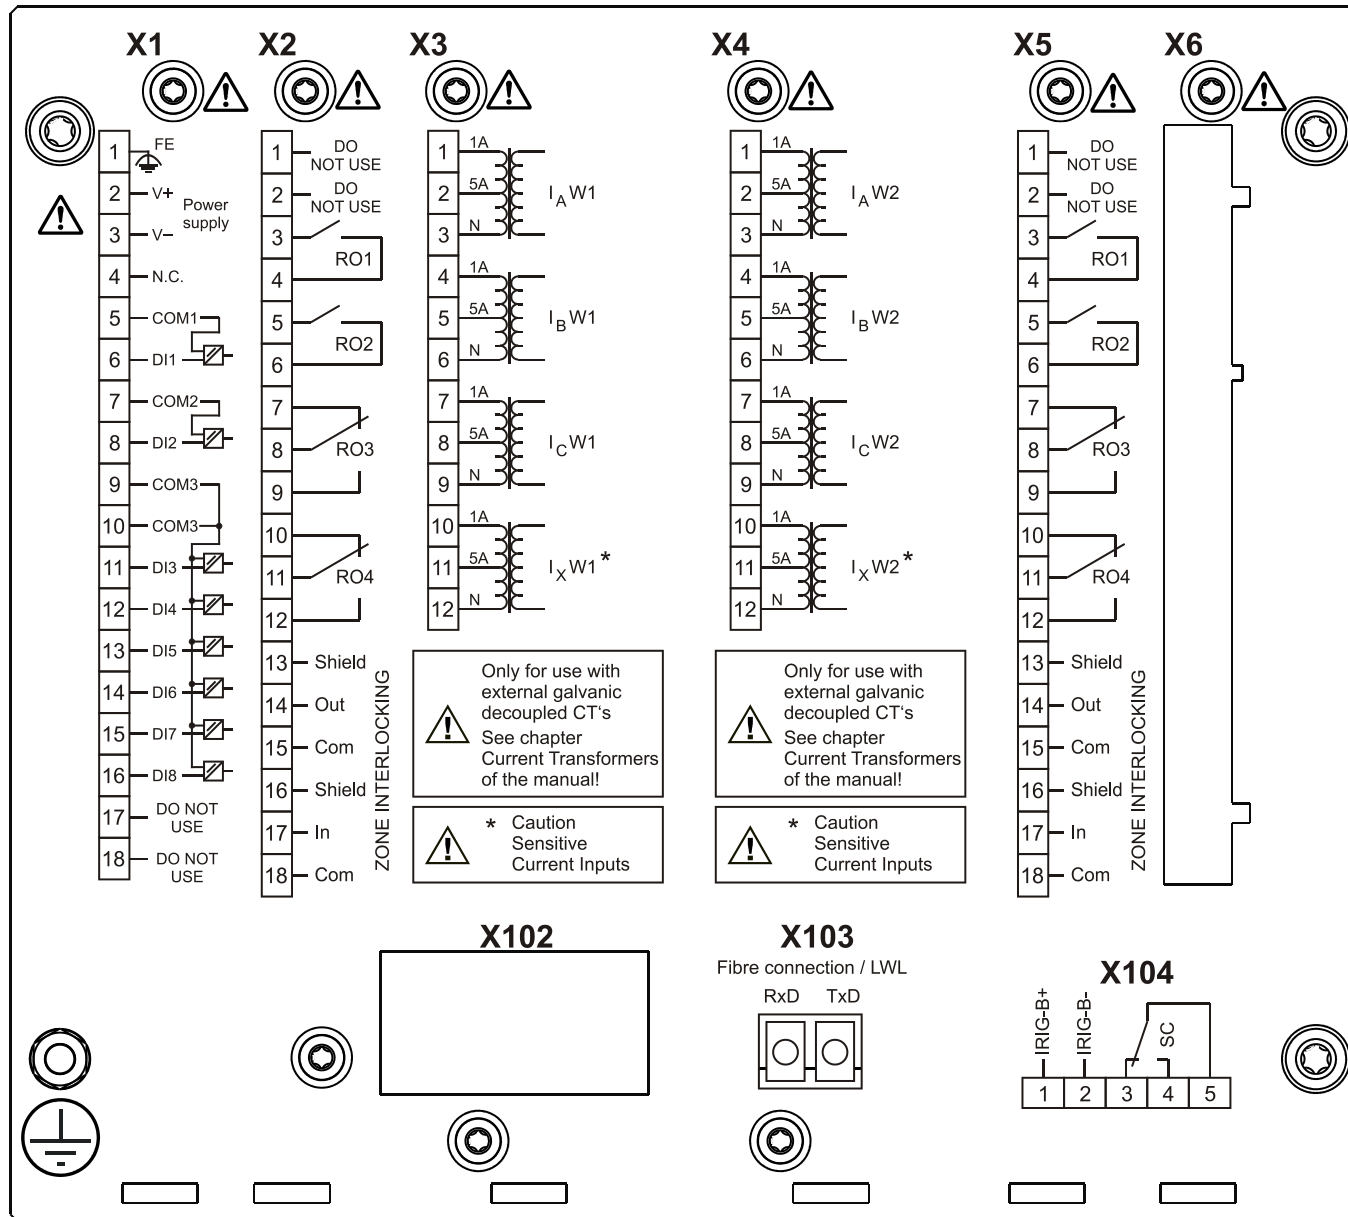 X1
1 FE
2 V+
Power
supply
3 V–
4 N.C.
5 COM1
6 DI1
7 COM2
8 DI2
9 COM3
10 COM3
11 DI3
12 DI4
13 DI5
14 DI6
15 DI7
16 DI8
17 DO NOT
USE
18 DO NOT
USE
X2
1 DO
NOT USE
2 DO
NOT USE
3
RO1
4
5
RO2
6
7
8 RO3
9
10
11 RO4
12
13 Shield
14 Out
15 Com
16 Shield
17 In
18 Com
ZONE INTERLOCKING
X3
1 1A
2 5A IAW1
3 N
4 1A
5 5A IBW1
6 N
7 1A
8 5A ICW1
9 N
10 1A
11 5A IXW1*
12 N
Only for use with
external galvanic
decoupled CT‘s
See chapter
Current Transformers
of the manual!
* Caution
Sensitive
Current Inputs
X4
1 1A
2 5A IAW2
3 N
4 1A
5 5A IBW2
6 N
7 1A
8 5A ICW2
9 N
10 1A
11 5A IXW2*
12 N
Only for use with
external galvanic
decoupled CT‘s
See chapter
Current Transformers
of the manual!
* Caution
Sensitive
Current Inputs
X5
1 DO
NOT USE
2 DO
NOT USE
3
RO1
4
5
RO2
6
7
8 RO3
9
10
11 RO4
12
13 Shield
14 Out
15 Com
16 Shield
17 In
18 Com
ZONE INTERLOCKING
X6
X102
X103
Fibre connection / LWL
RxD TxD
X104
IRIG-B+
IRIG-B-
SC
1 2 3 4 5